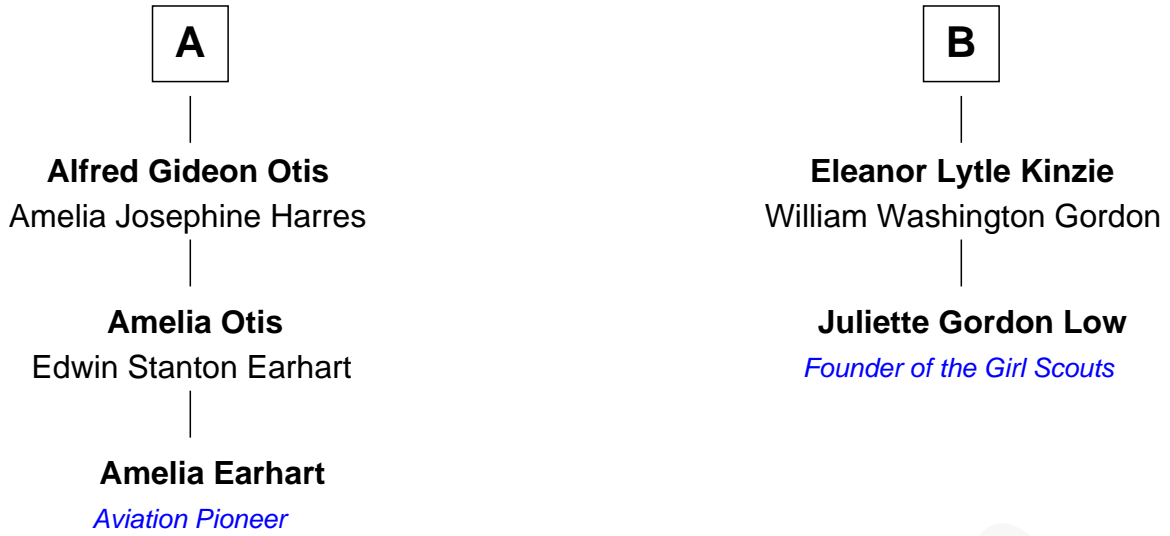 A
Alfred Gideon Otis
Amelia Josephine Harres
Amelia Otis
Edwin Stanton Earhart
Amelia Earhart
Aviation Pioneer
B
Eleanor Lytle Kinzie
William Washington Gordon
Juliette Gordon Low
Founder of the Girl Scouts